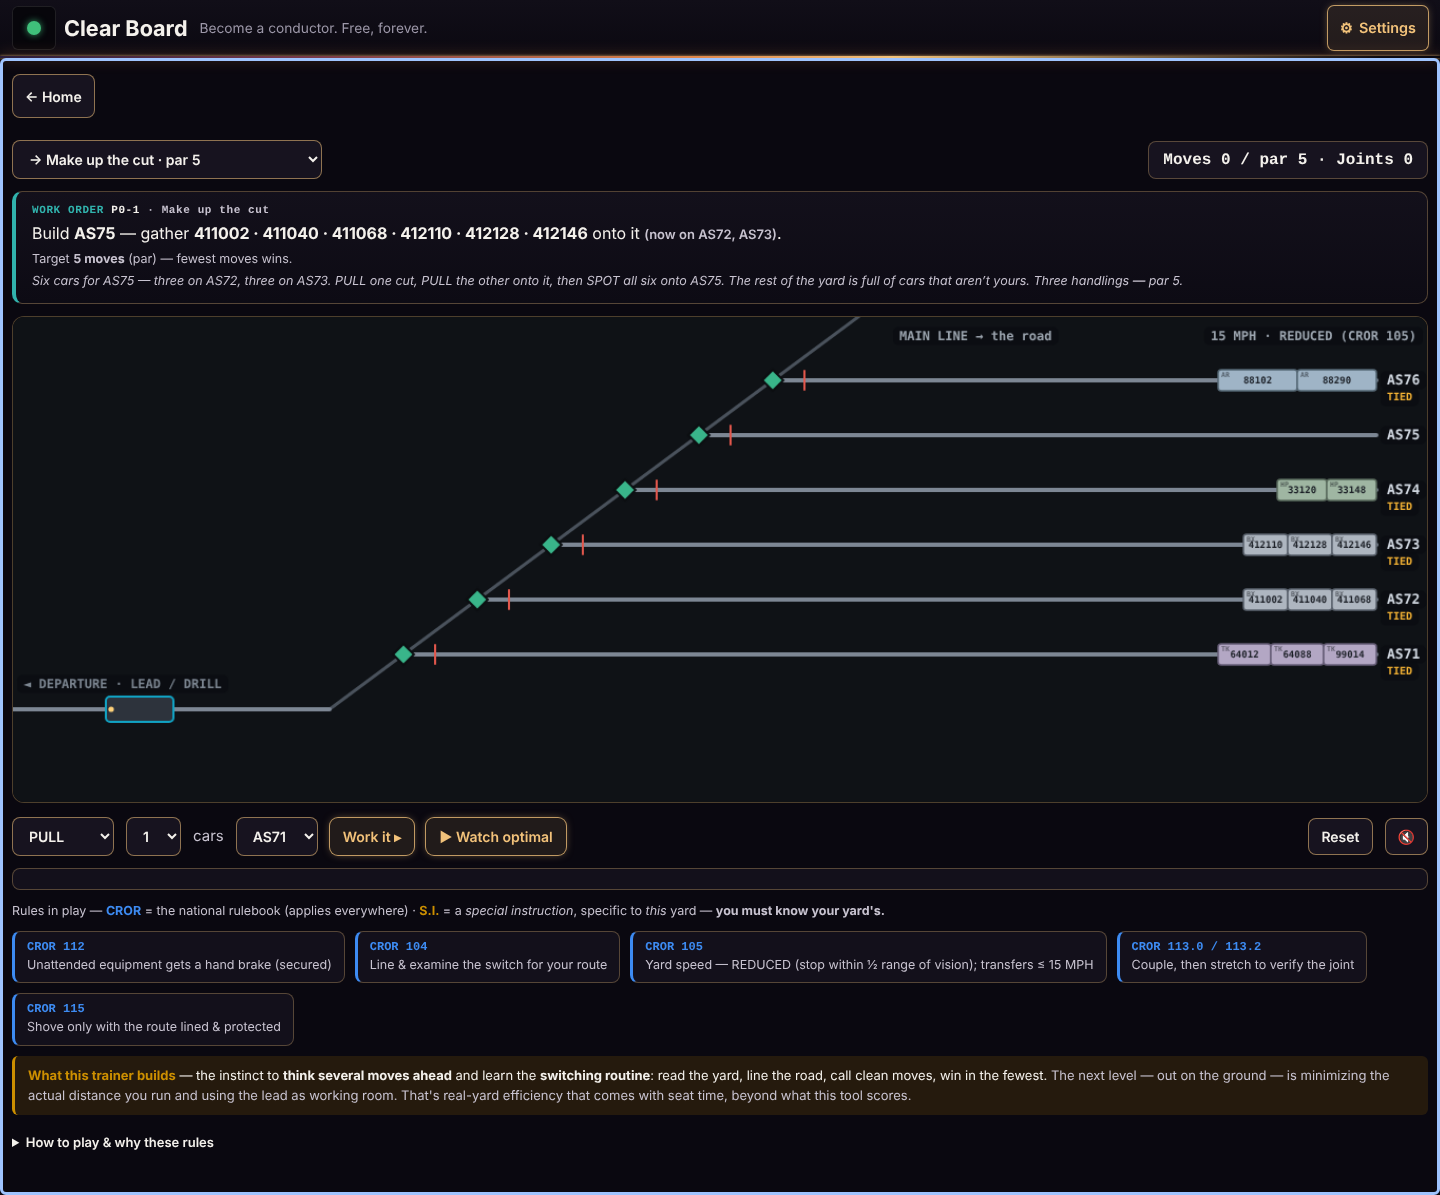 Clear Board Become a conductor. Free, forever.
⚙ Settings
← Home
→ Make up the cut · par 5
Moves 0 / par 5 · Joints 0
WORK ORDER P0-1 · Make up the cut
Build AS75 — gather 411002 · 411040 · 411068 · 412110 · 412128 · 412146 onto it (now on AS72, AS73).
Target 5 moves (par) — fewest moves wins.
Six cars for AS75 — three on AS72, three on AS73. PULL one cut, PULL the other onto it, then SPOT all six onto AS75. The rest of the yard is full of cars that aren't yours. Three handlings — par 5.
MAIN LINE → the road
15 MPH · REDUCED (CROR 105)
AR 88102 AR 88290 AS76
TIED
AS75
33120 33148 AS74
TIED
412110 412128 412146 AS73
TIED
411002 411040 411068 AS72
TIED
TK 64012 TK 64088 TK 99014 AS71
TIED
◄ DEPARTURE · LEAD / DRILL
PULL 1 cars AS71 Work it ▸ ▶ Watch optimal Reset
Rules in play — CROR = the national rulebook (applies everywhere) · S.I. = a special instruction, specific to this yard — you must know your yard's.
CROR 112
Unattended equipment gets a hand brake (secured)
CROR 104
Line & examine the switch for your route
CROR 105
Yard speed — REDUCED (stop within ½ range of vision); transfers ≤ 15 MPH
CROR 113.0 / 113.2
Couple, then stretch to verify the joint
CROR 115
Shove only with the route lined & protected
What this trainer builds — the instinct to think several moves ahead and learn the switching routine: read the yard, line the road, call clean moves, win in the fewest. The next level — out on the ground — is minimizing the
actual distance you run and using the lead as working room. That's real-yard efficiency that comes with seat time, beyond what this tool scores.
▶ How to play & why these rules